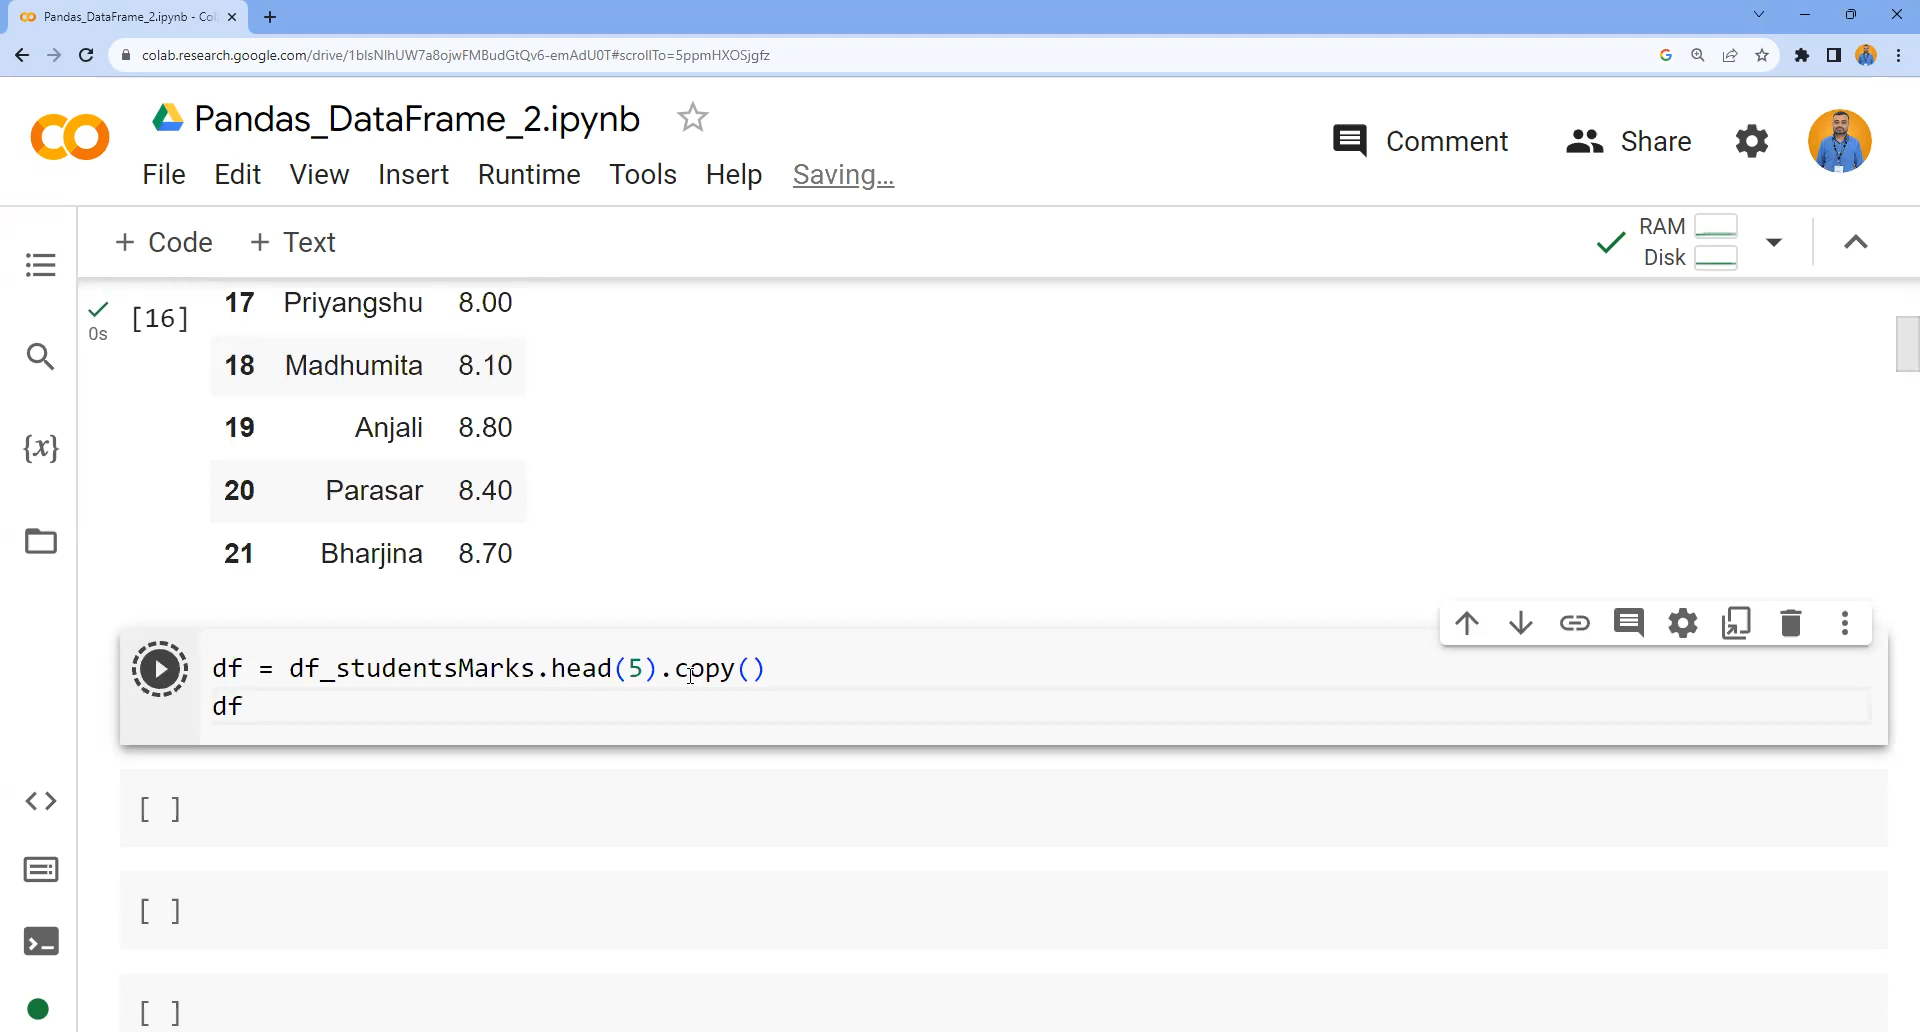 Pandas_DataFrame_2.ipynb - Col
colab.research.google.com/drive/1blsNlhUW7a8ojwFMBudGtQv6-emAdU0T#scrollTo=5ppmHXOSjgfz
Pandas_DataFrame_2.ipynb
Comment
Share
File Edit View Insert Runtime Tools Help Saving...
+ Code + Text
RAM
Disk
[16]
0s
17 Priyangshu 8.00
18 Madhumita 8.10
19 Anjali 8.80
20 Parasar 8.40
21 Bharjina 8.70
{x}
df = df_studentsMarks.head(5).copy()
df
[ ]
[ ]
[ ]